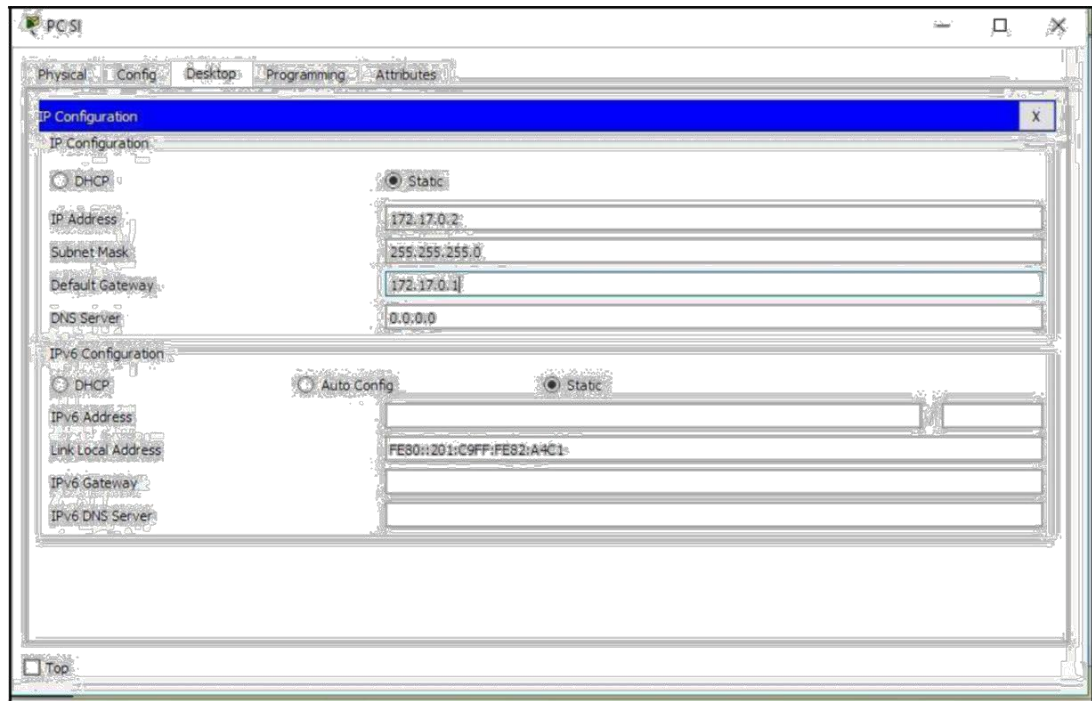 PC SI
Physical Config Desktop Programming Attributes
IP Configuration X
IP Configuration
DHCP Static
IP Address 172.17.0.2
Subnet Mask 255.255.255.0
Default Gateway 172.17.0.1
DNS Server 0.0.0.0
IPv6 Configuration
DHCP Auto Config Static
IPv6 Address /
Link Local Address FE80::201:C9FF:FE82:A4C1
IPv6 Gateway
IPv6 DNS Server
Top